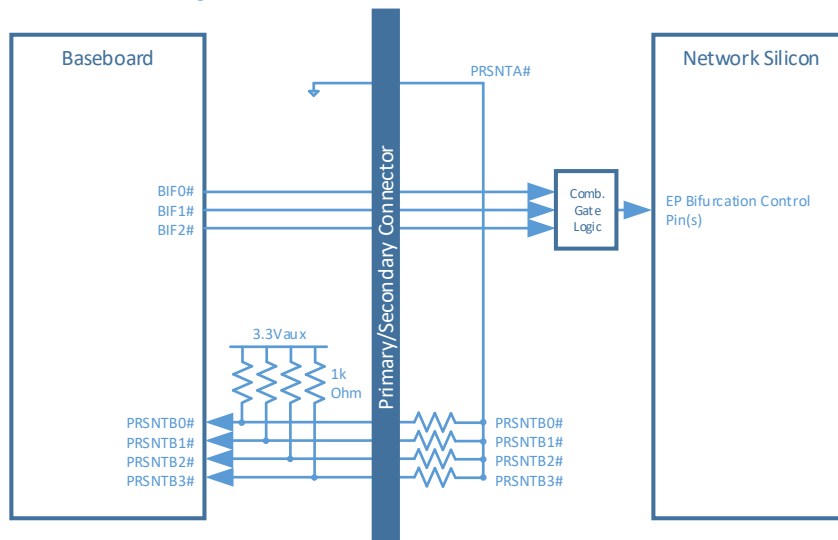 Baseboard
Network Silicon
PRSNTA#
BIF0#
BIF1#
BIF2#
Comb.
Gate
Logic
EP Bifurcation Control
Pin(s)
Primary/Secondary Connector
3.3Vaux
1k
Ohm
PRSNTB0#
PRSNTB1#
PRSNTB2#
PRSNTB3#
PRSNTB0#
PRSNTB1#
PRSNTB2#
PRSNTB3#